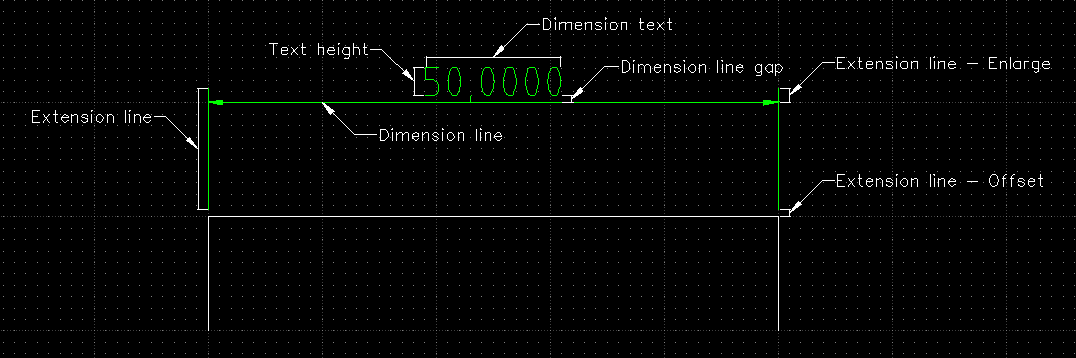 Dimension text
Text height
50,0000
Dimension line gap
Extension line – Enlarge
Extension line
Dimension line
Extension line – Offset